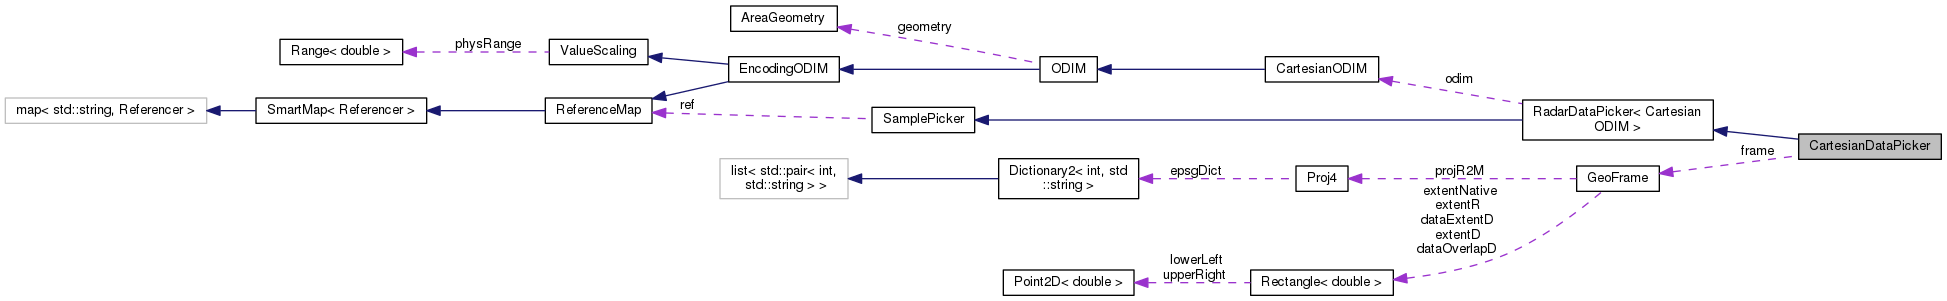 AreaGeometry
geometry
Range< double >
physRange
ValueScaling
EncodingODIM
ODIM
CartesianODIM
odim
map< std::string, Referencer >
SmartMap< Referencer >
ReferenceMap
ref
SamplePicker
RadarDataPicker< Cartesian
ODIM >
CartesianDataPicker
frame
list< std::pair< int,
std::string > >
Dictionary2< int, std
::string >
epsgDict
Proj4
projR2M
GeoFrame
extentNative
extentR
dataExtentD
extentD
dataOverlapD
Point2D< double >
lowerLeft
upperRight
Rectangle< double >